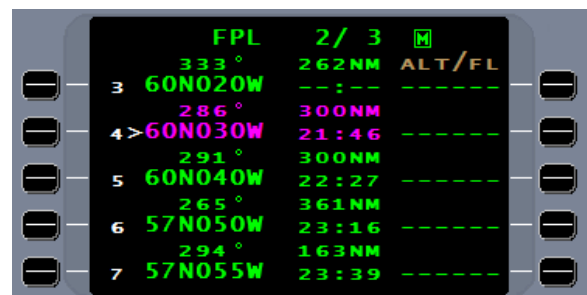 FPL 2/ 3 M
333° 262NM ALT/FL
3 60N020W --:-- ------
286° 300NM
4>60N030W 21:46 ------
291° 300NM
5 60N040W 22:27 ------
265° 361NM
6 57N050W 23:16 ------
294° 163NM
7 57N055W 23:39 ------